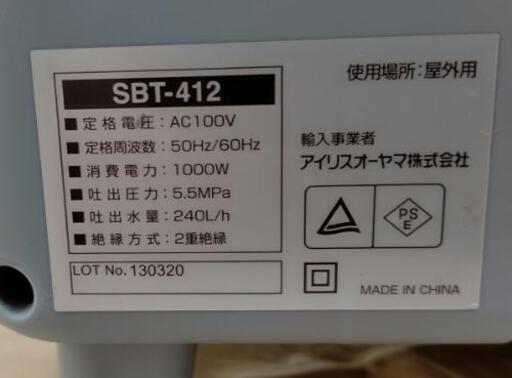 SBT-412
使用場所：屋外用
■定格電圧：AC100V
■定格周波数：50Hz/60Hz
■消費電力：1000W
■吐出圧力：5.5MPa
■吐出水量：240L/h
■絶縁方式：2重絶縁
輸入事業者
アイリスオーヤマ株式会社
PS
E
LOT No. 130320
MADE IN CHINA